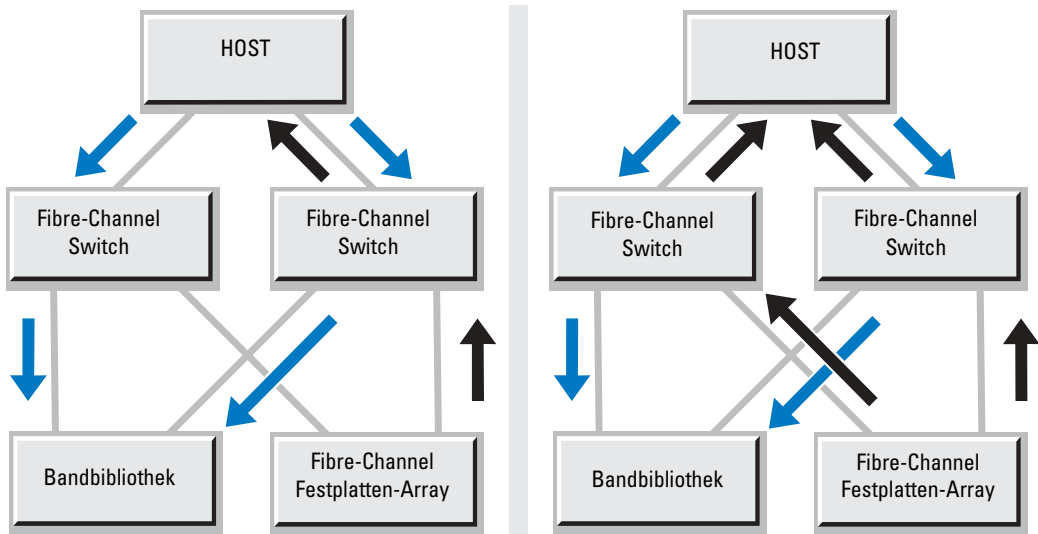 HOST
Fibre-Channel
Switch
Fibre-Channel
Switch
Bandbibliothek
Fibre-Channel
Festplatten-Array
HOST
Fibre-Channel
Switch
Fibre-Channel
Switch
Bandbibliothek
Fibre-Channel
Festplatten-Array